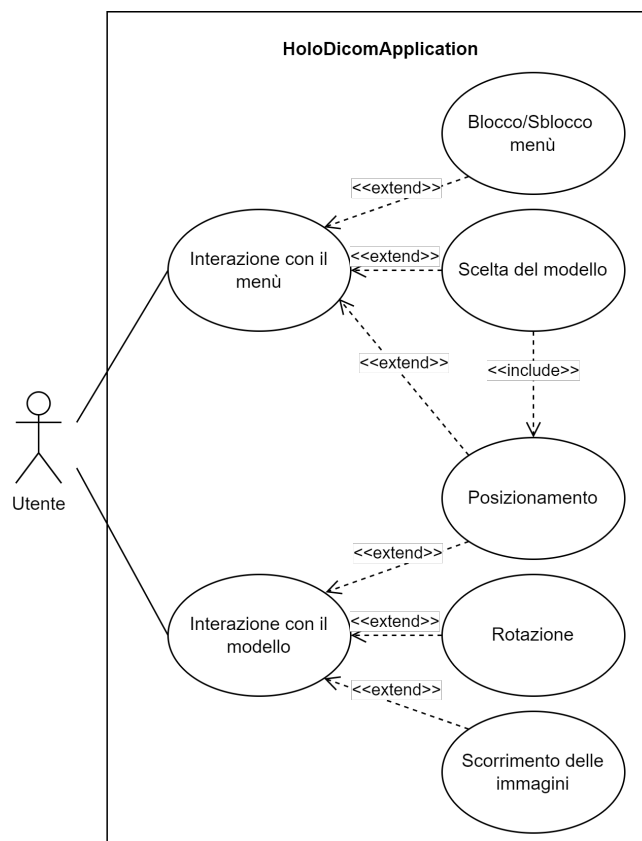 HoloDicomApplication
Blocco/Sblocco
menù
<<extend>>
Interazione con il
menù
<<extend>>
Scelta del modello
<<extend>>
<<include>>
Utente
Posizionamento
<<extend>>
Interazione con il
modello
<<extend>>
Rotazione
<<extend>>
Scorrimento delle
immagini